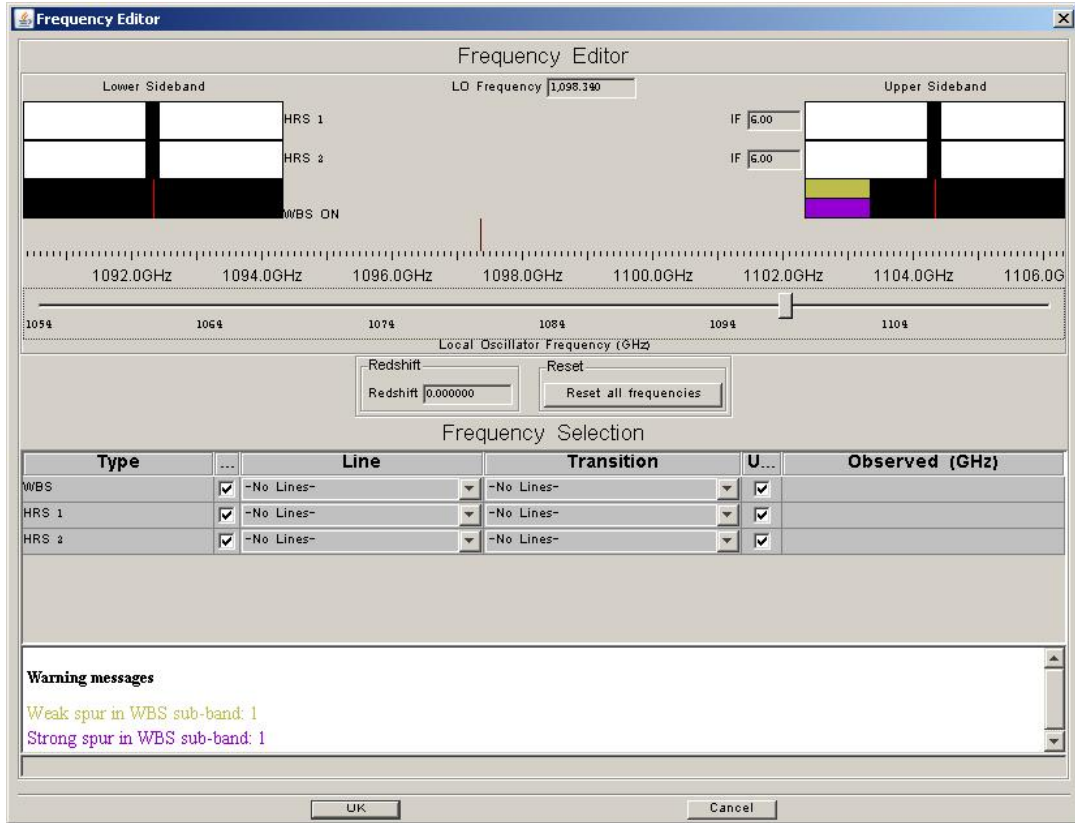 Frequency Editor
Frequency Editor
Lower Sideband
LO Frequency 1,098.340
Upper Sideband
HRS 1
IF 6.00
HRS 2
IF 6.00
WBS ON
1092.0GHz 1094.0GHz 1096.0GHz 1098.0GHz 1100.0GHz 1102.0GHz 1104.0GHz 1106.0G
1054 1064 1074 1084 1094 1104
Local Oscillator Frequency (GHz)
Redshift
Reset
Redshift 0.000000
Reset all frequencies
Frequency Selection
Type ... Line Transition U... Observed (GHz)
WBS -No Lines- -No Lines-
HRS 1 -No Lines- -No Lines-
HRS 2 -No Lines- -No Lines-
Warning messages
Weak spur in WBS sub-band: 1
Strong spur in WBS sub-band: 1
OK
Cancel